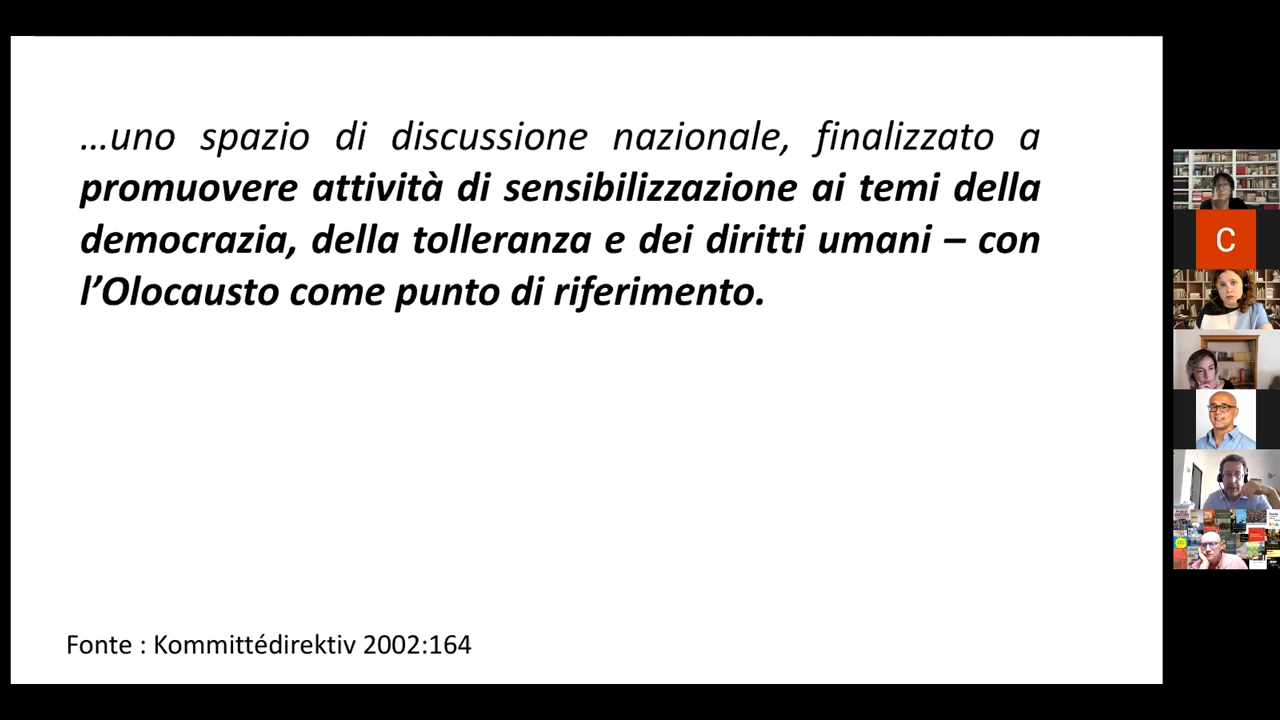 …uno spazio di discussione nazionale, finalizzato a
promuovere attività di sensibilizzazione ai temi della
democrazia, della tolleranza e dei diritti umani – con
l’Olocausto come punto di riferimento.
Fonte : Kommittédirektiv 2002:164
C